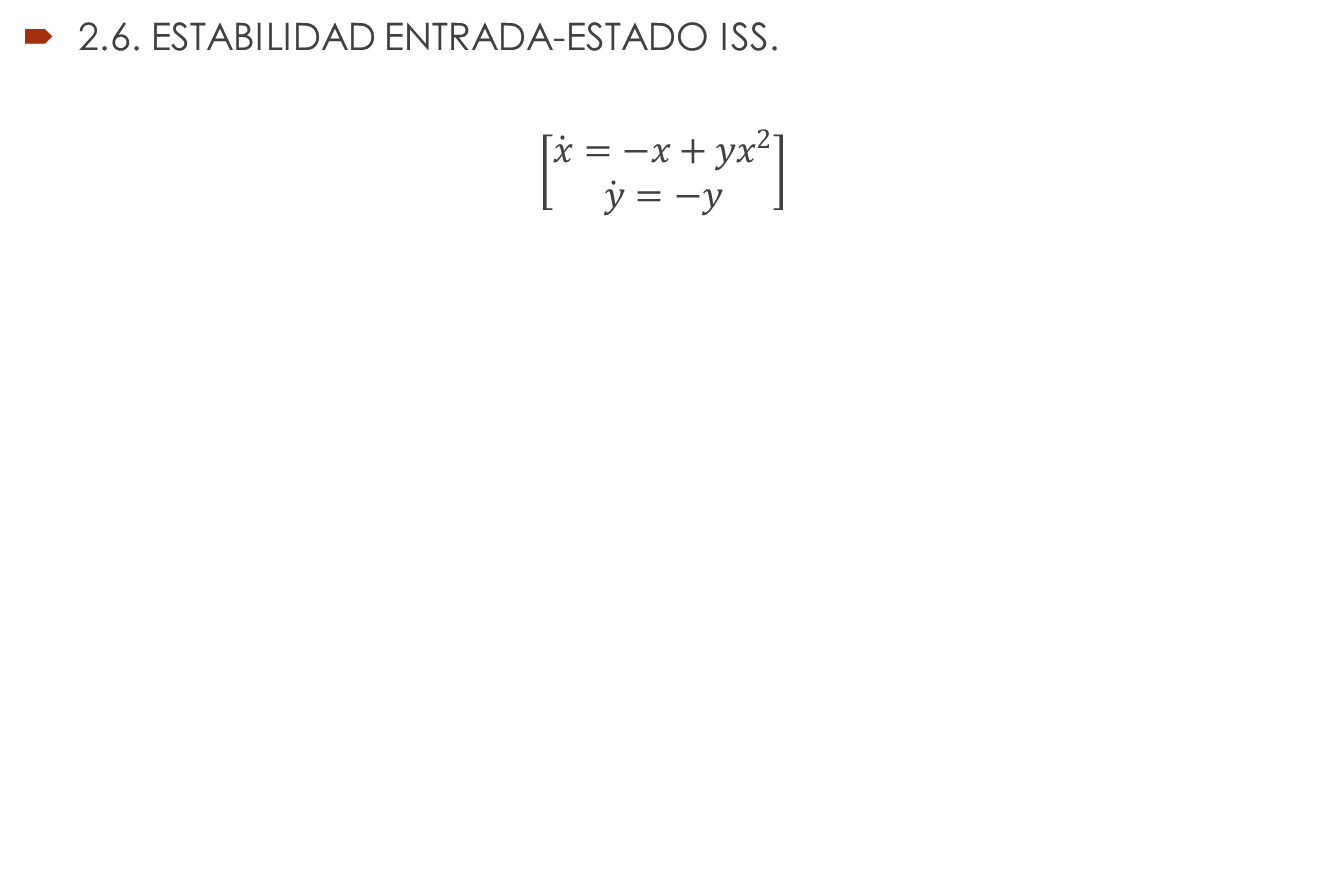 2.6. ESTABILIDAD ENTRADA-ESTADO ISS.
ẋ = −x + yx²
ẏ = −y